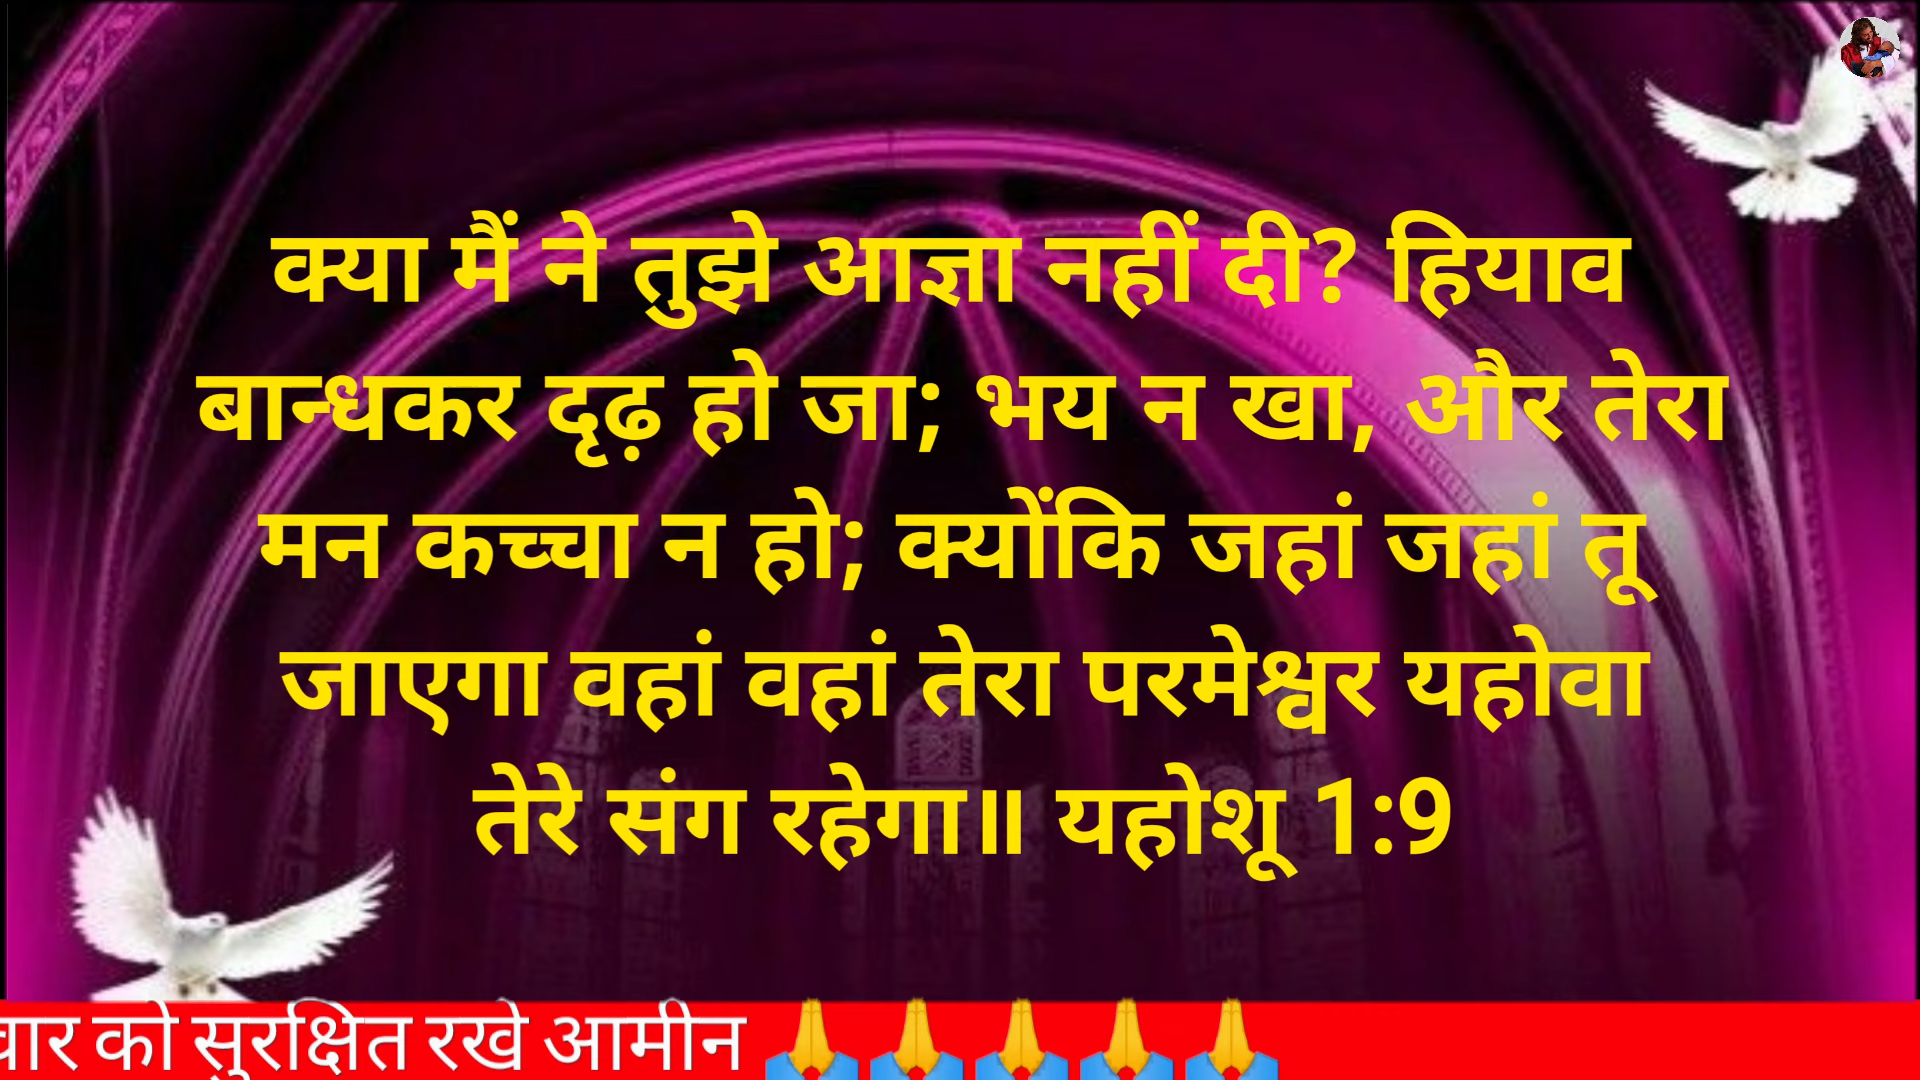 क्या मैं ने तुझे आज्ञा नहीं दी? हियाव
बान्धकर दृढ़ हो जा; भय न खा, और तेरा
मन कच्चा न हो; क्योंकि जहां जहां तू
जाएगा वहां वहां तेरा परमेश्वर यहोवा
तेरे संग रहेगा॥ यहोशू 1:9
को सुरक्षित रखे आमीन 🙏🙏🙏🙏🙏